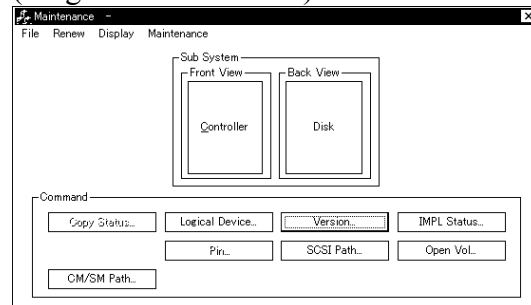 Maintenance -
File Renew Display Maintenance
Sub System
Front View
Back View
Controller
Disk
Command
Copy Status...
Logical Device...
Version...
IMPL Status...
Pin...
SCSI Path...
Open Vol...
CM/SM Path...